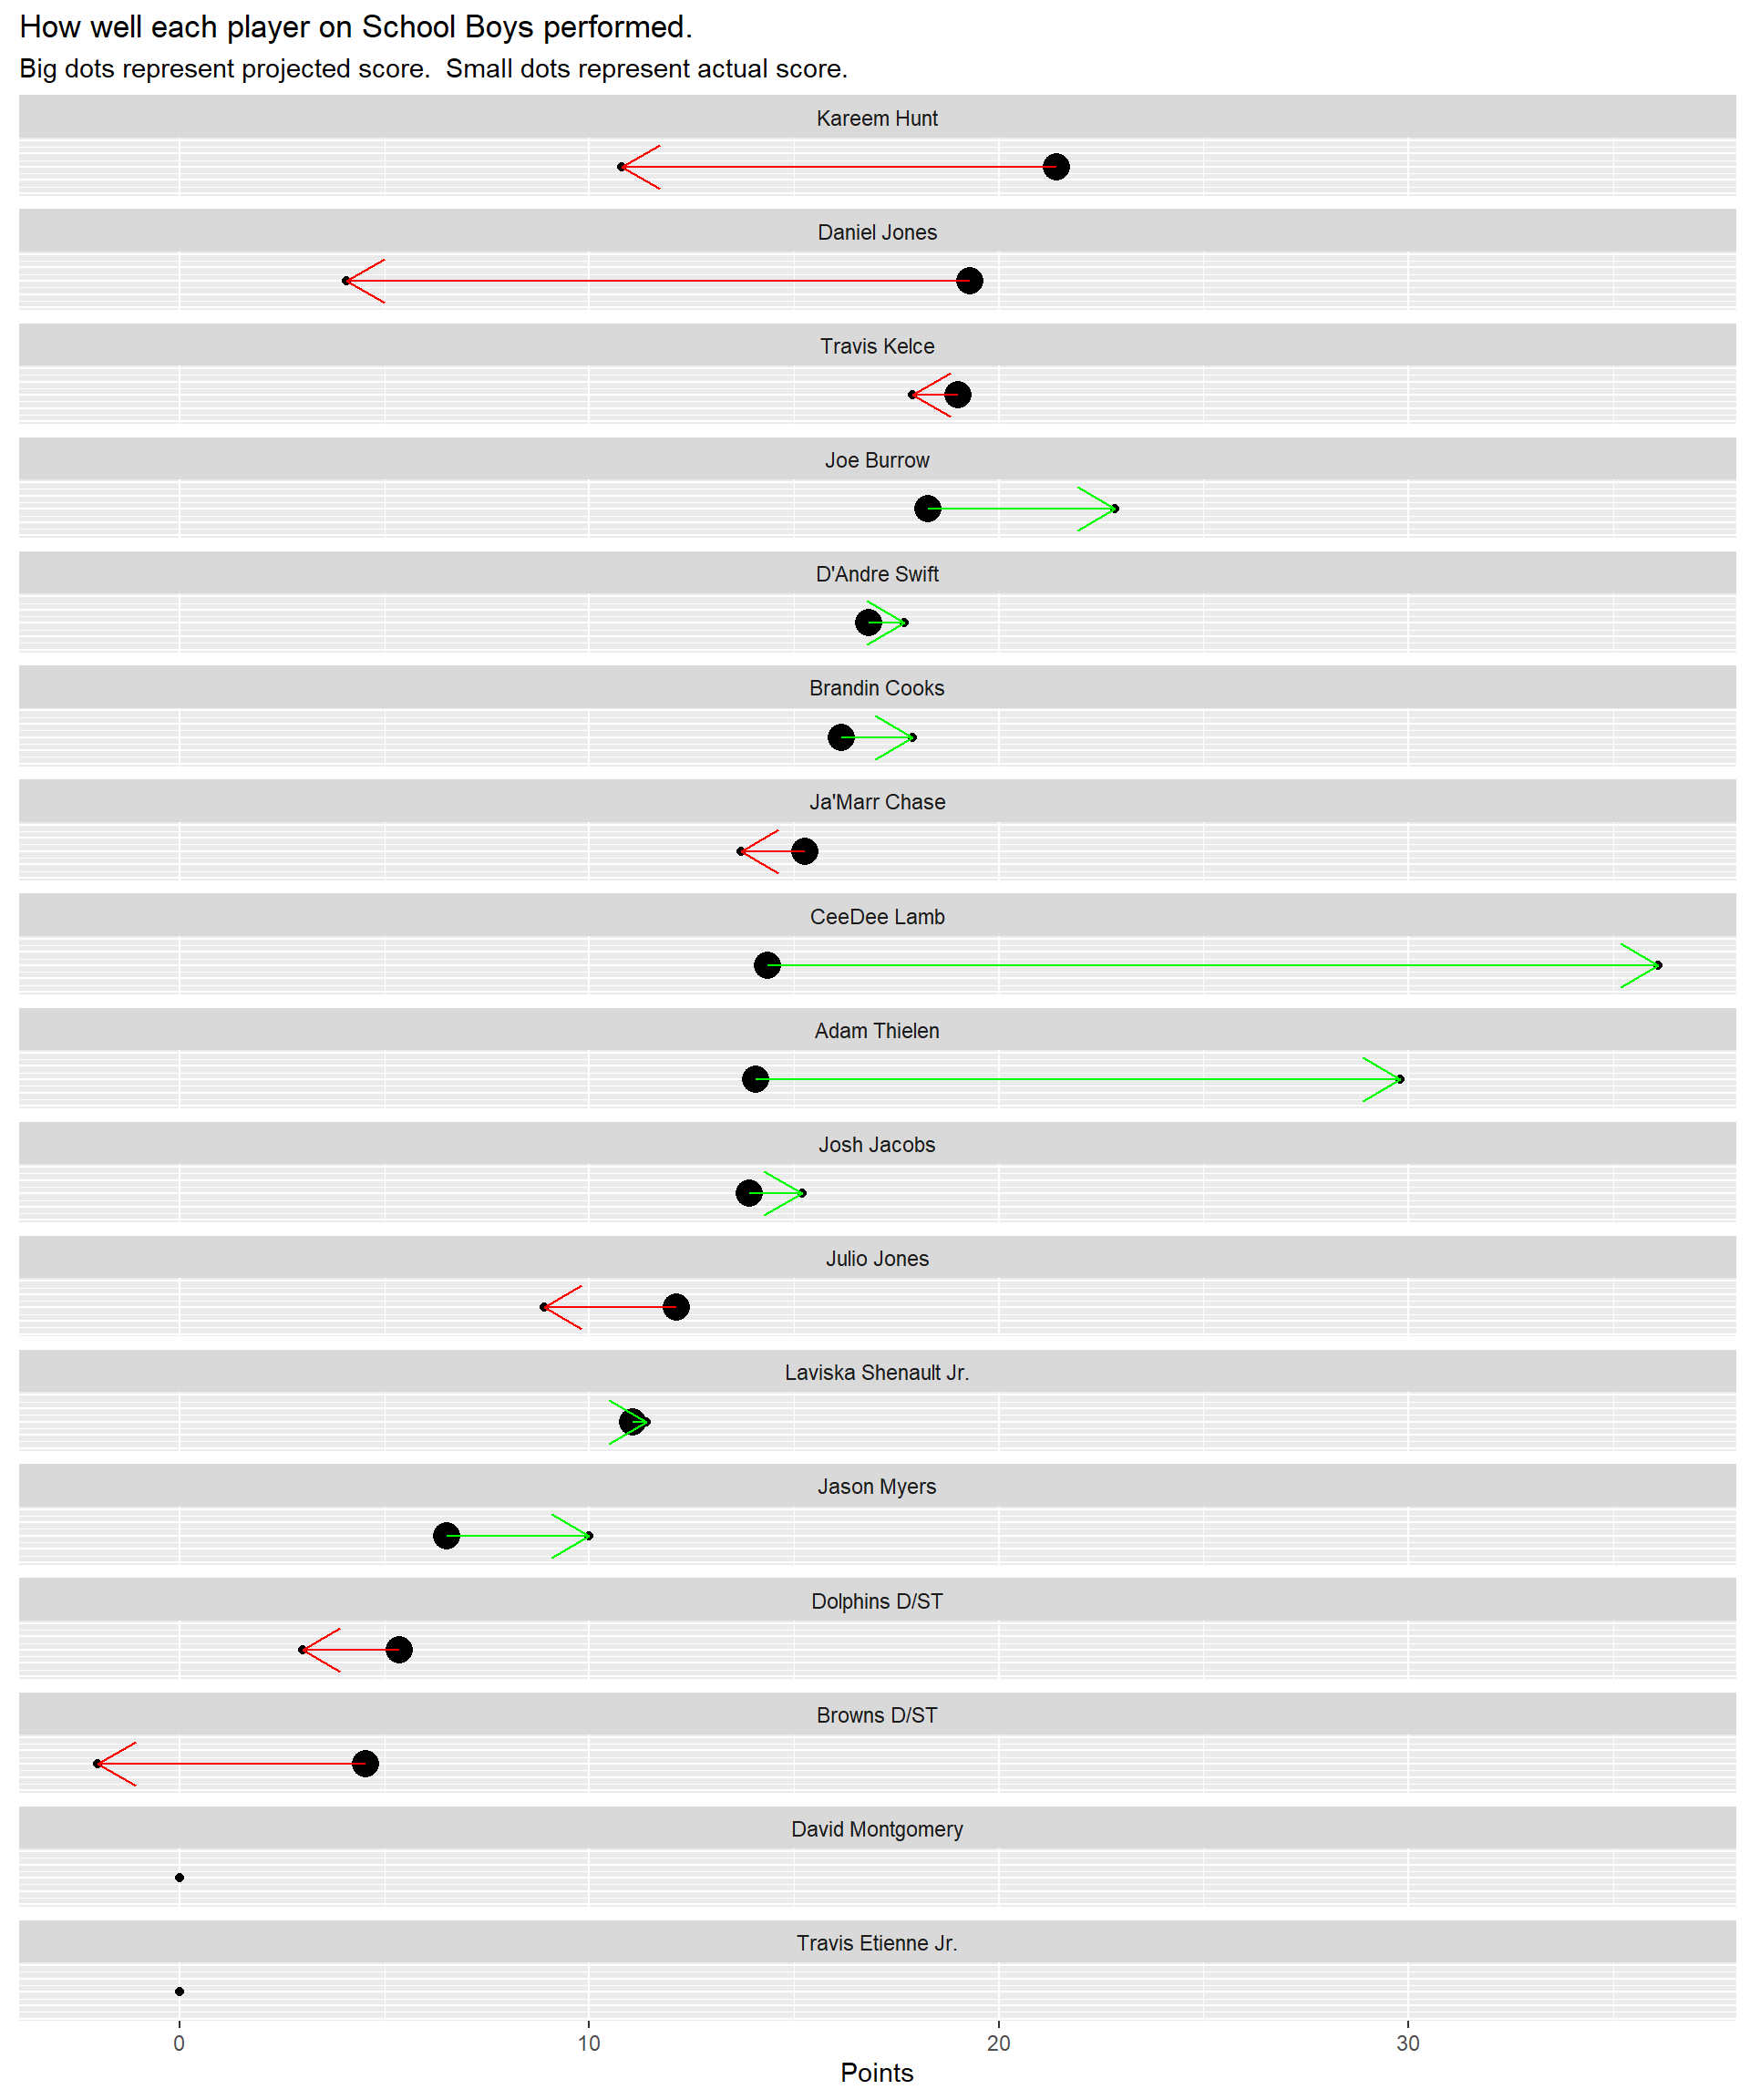 How well each player on School Boys performed.
Big dots represent projected score.  Small dots represent actual score.
Kareem Hunt
Daniel Jones
Travis Kelce
Joe Burrow
D'Andre Swift
Brandin Cooks
Ja'Marr Chase
CeeDee Lamb
Adam Thielen
Josh Jacobs
Julio Jones
Laviska Shenault Jr.
Jason Myers
Dolphins D/ST
Browns D/ST
David Montgomery
Travis Etienne Jr.
0 10 20 30
Points